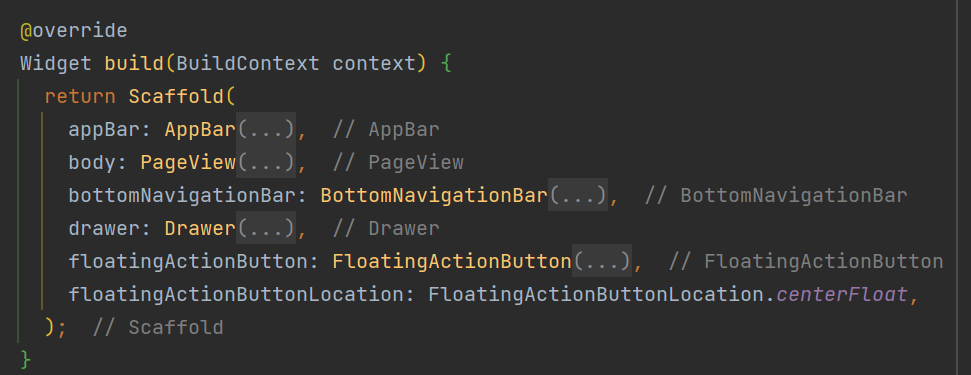 @override
Widget build(BuildContext context) {
return Scaffold(
appBar: AppBar(...), // AppBar
body: PageView(...), // PageView
bottomNavigationBar: BottomNavigationBar(...), // BottomNavigationBar
drawer: Drawer(...), // Drawer
floatingActionButton: FloatingActionButton(...), // FloatingActionButton
floatingActionButtonLocation: FloatingActionButtonLocation.centerFloat,
); // Scaffold
}